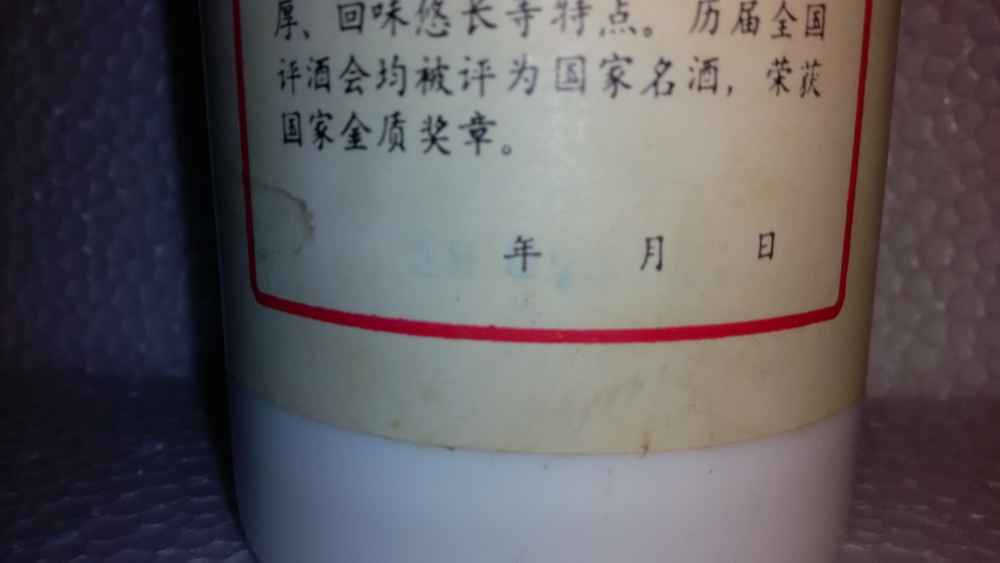 厚、回味悠长等特点。历届全国
评酒会均被评为国家名酒，荣获
国家金质奖章。
年 月 日